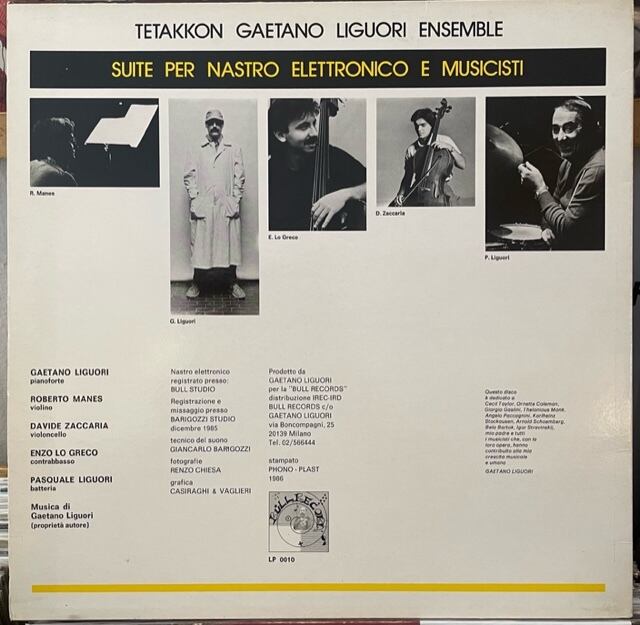 TETAKKON GAETANO LIGUORI ENSEMBLE
SUITE PER NASTRO ELETTRONICO E MUSICISTI
R. Manes
G. Liguori
E. Lo Greco
D. Zaccaria
P. Liguori
GAETANO LIGUORI
pianoforte
ROBERTO MANES
violino
DAVIDE ZACCARIA
violoncello
ENZO LO GRECO
contrabbasso
PASQUALE LIGUORI
batteria
Musica di
Gaetano Liguori
(proprietà autore)
Nastro elettronico
registrato presso:
BULL STUDIO
Registrazione e
missaggio presso
BARIGOZZI STUDIO
dicembre 1985
tecnico del suono
GIANCARLO BARIGOZZI
fotografie
RENZO CHIESA
grafica
CASIRAGHI & VAGLIERI
Prodotto da
GAETANO LIGUORI
per la "BULL RECORDS"
distribuzione IREC-IRD
BULL RECORDS c/o
GAETANO LIGUORI
via Boncompagni, 25
20139 Milano
Tel. 02/566444
stampato
PHONO - PLAST
1986
BULL RECORDS
LP 0010
Questo disco
è dedicato a
Cecil Taylor, Ornette Coleman,
Giorgio Gaslini, Thelonious Monk,
Angelo Paccagnini, Karlheinz
Stockausen, Arnold Schoemberg,
Bela Bartok, Igor Stravinskij,
mio padre e tutti
i musicisti che, con la
loro opera, hanno
contribuito alla mia
crescita musicale
e umana
GAETANO LIGUORI